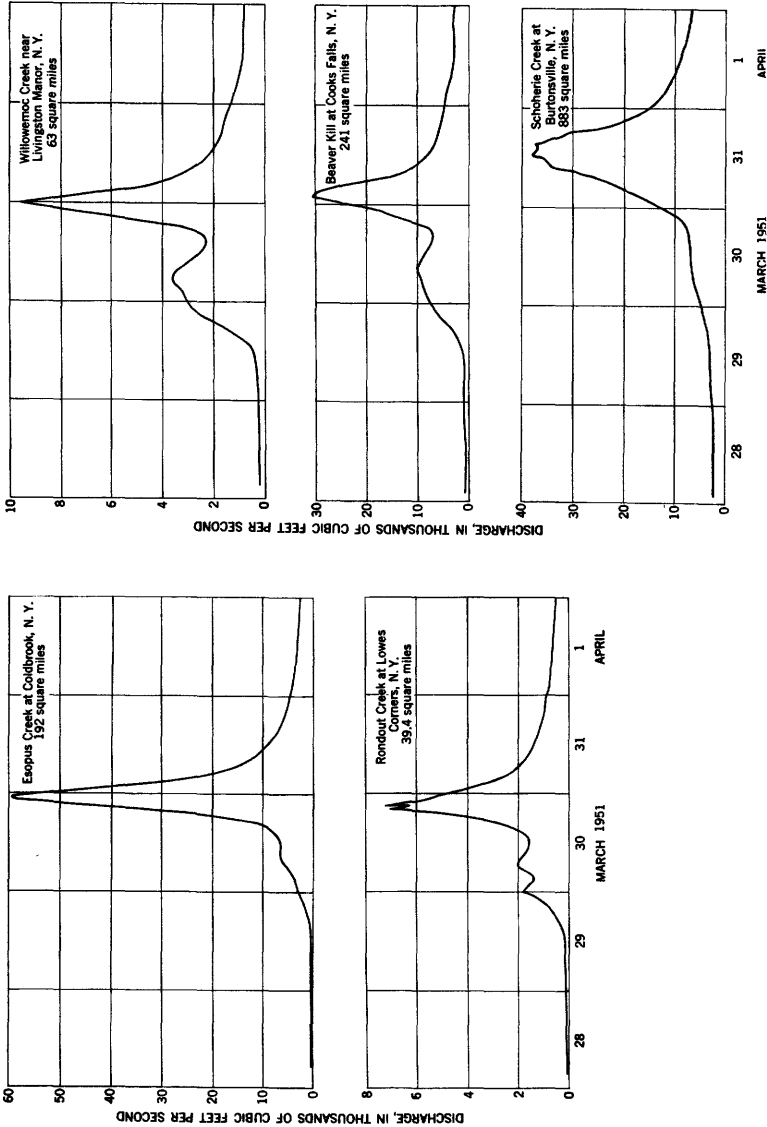 10
8
6
4
2
0
Willowemoc Creek near
Livingston Manor, N. Y.
63 square miles
30
20
10
0
Beaver Kill at Cooks Falls, N. Y.
241 square miles
40
30
20
10
0
Schoherie Creek at
Burtonsville, N. Y.
883 square miles
DISCHARGE, IN THOUSANDS OF CUBIC FEET PER SECOND
28
29
30
31
1
MARCH 1951
APRIL
60
50
40
30
20
10
0
Esopus Creek at Coldbrook, N. Y.
192 square miles
8
6
4
2
0
Rondout Creek at Lowes
Corners, N. Y.
39.4 square miles
DISCHARGE, IN THOUSANDS OF CUBIC FEET PER SECOND
28
29
30
31
1
MARCH 1951
APRIL